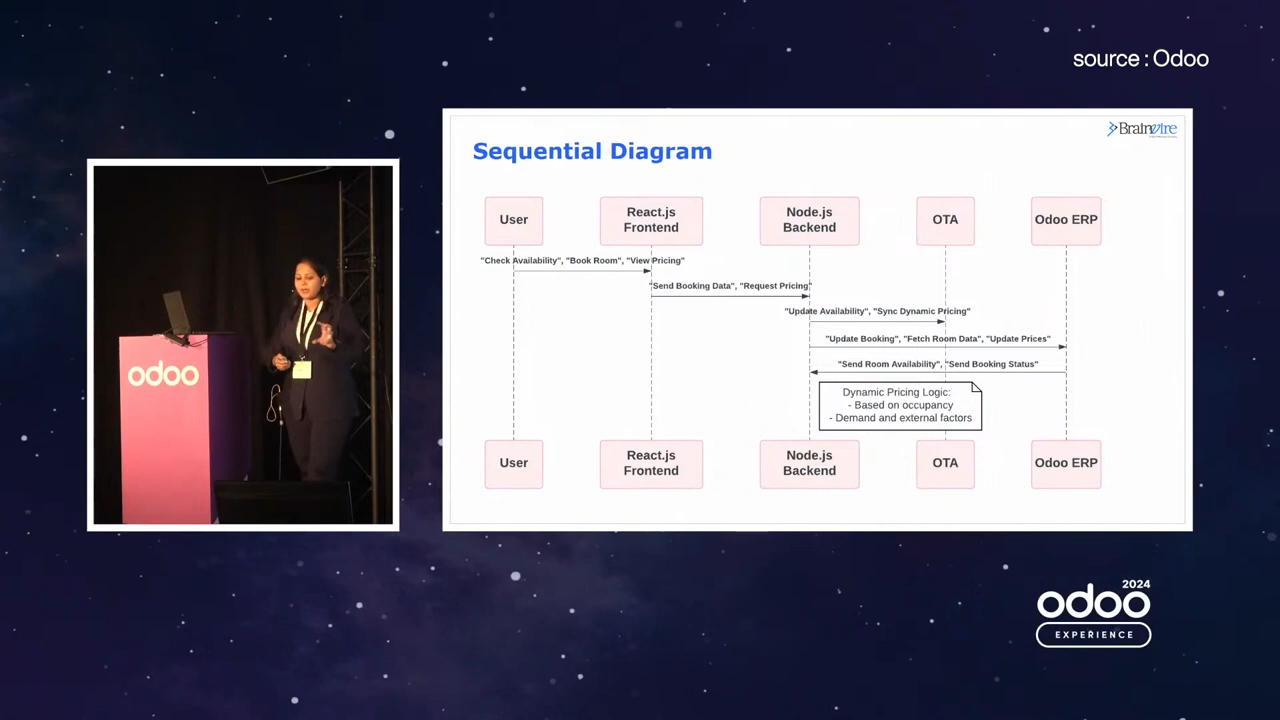 source : Odoo
Brainvire
Sequential Diagram
User
React.js
Frontend
Node.js
Backend
OTA
Odoo ERP
"Check Availability", "Book Room", "View Pricing"
"Send Booking Data", "Request Pricing"
"Update Availability", "Sync Dynamic Pricing"
"Update Booking", "Fetch Room Data", "Update Prices"
"Send Room Availability", "Send Booking Status"
Dynamic Pricing Logic:
- Based on occupancy
- Demand and external factors
User
React.js
Frontend
Node.js
Backend
OTA
Odoo ERP
odoo
2024
odoo
EXPERIENCE